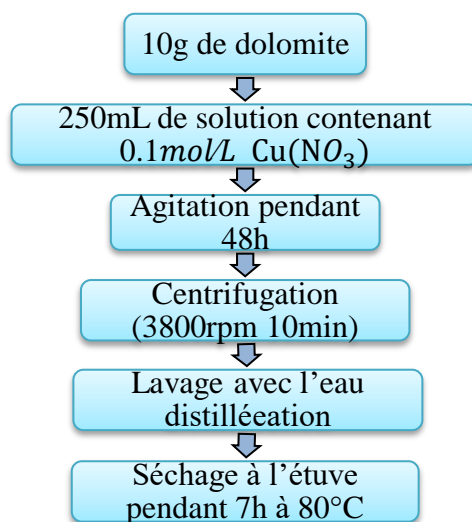 10g de dolomite
250mL de solution contenant
0.1mol/L Cu(NO₃)
Agitation pendant
48h
Centrifugation
(3800rpm 10min)
Lavage avec l’eau
distilléeation
Séchage à l’étuve
pendant 7h à 80°C